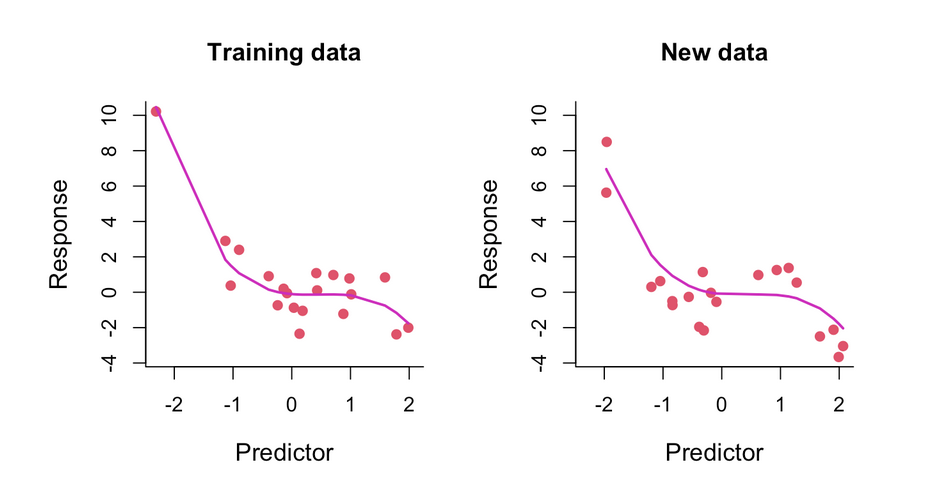 Training data
Response
10
8
6
4
2
0
-2
-4
-2 -1 0 1 2
Predictor
New data
Response
10
8
6
4
2
0
-2
-4
-2 -1 0 1 2
Predictor